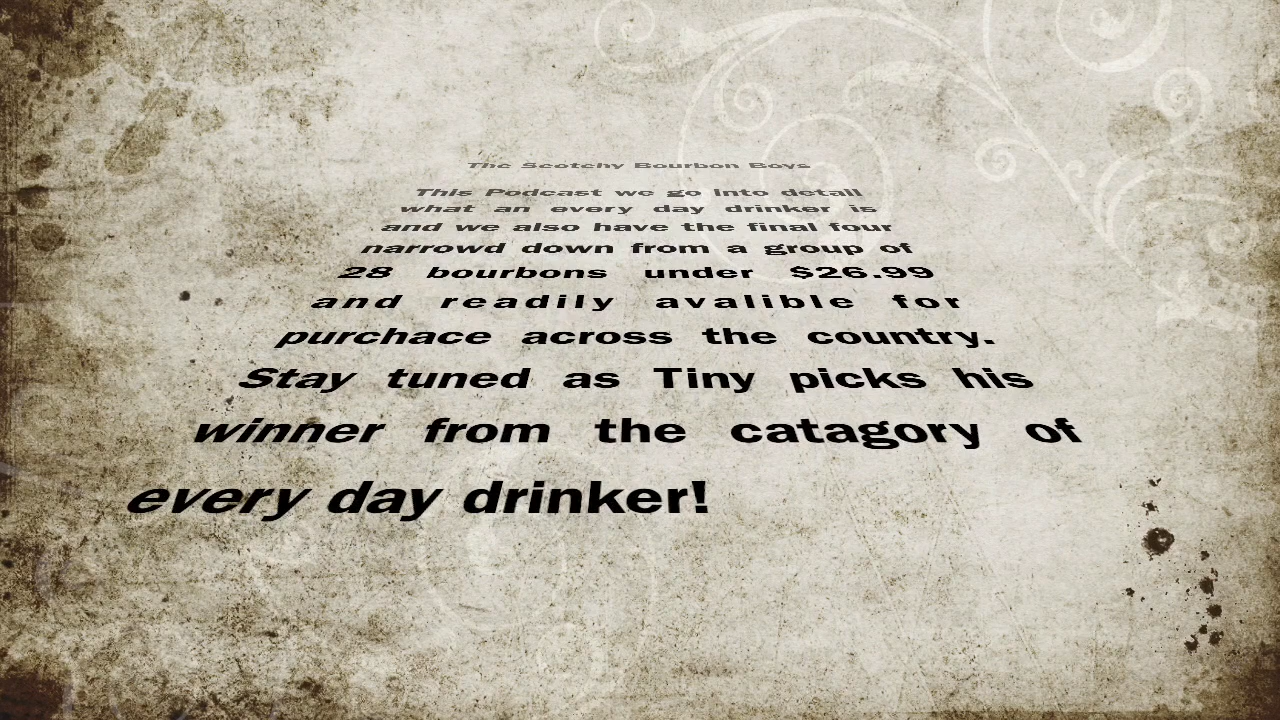 The Scotchy Bourbon Boys
This Podcast we go into detail
what an every day drinker is
and we also have the final four
narrowd down from a group of
28 bourbons under $26.99
and readily avalible for
purchace across the country.
Stay tuned as Tiny picks his
winner from the catagory of
every day drinker!